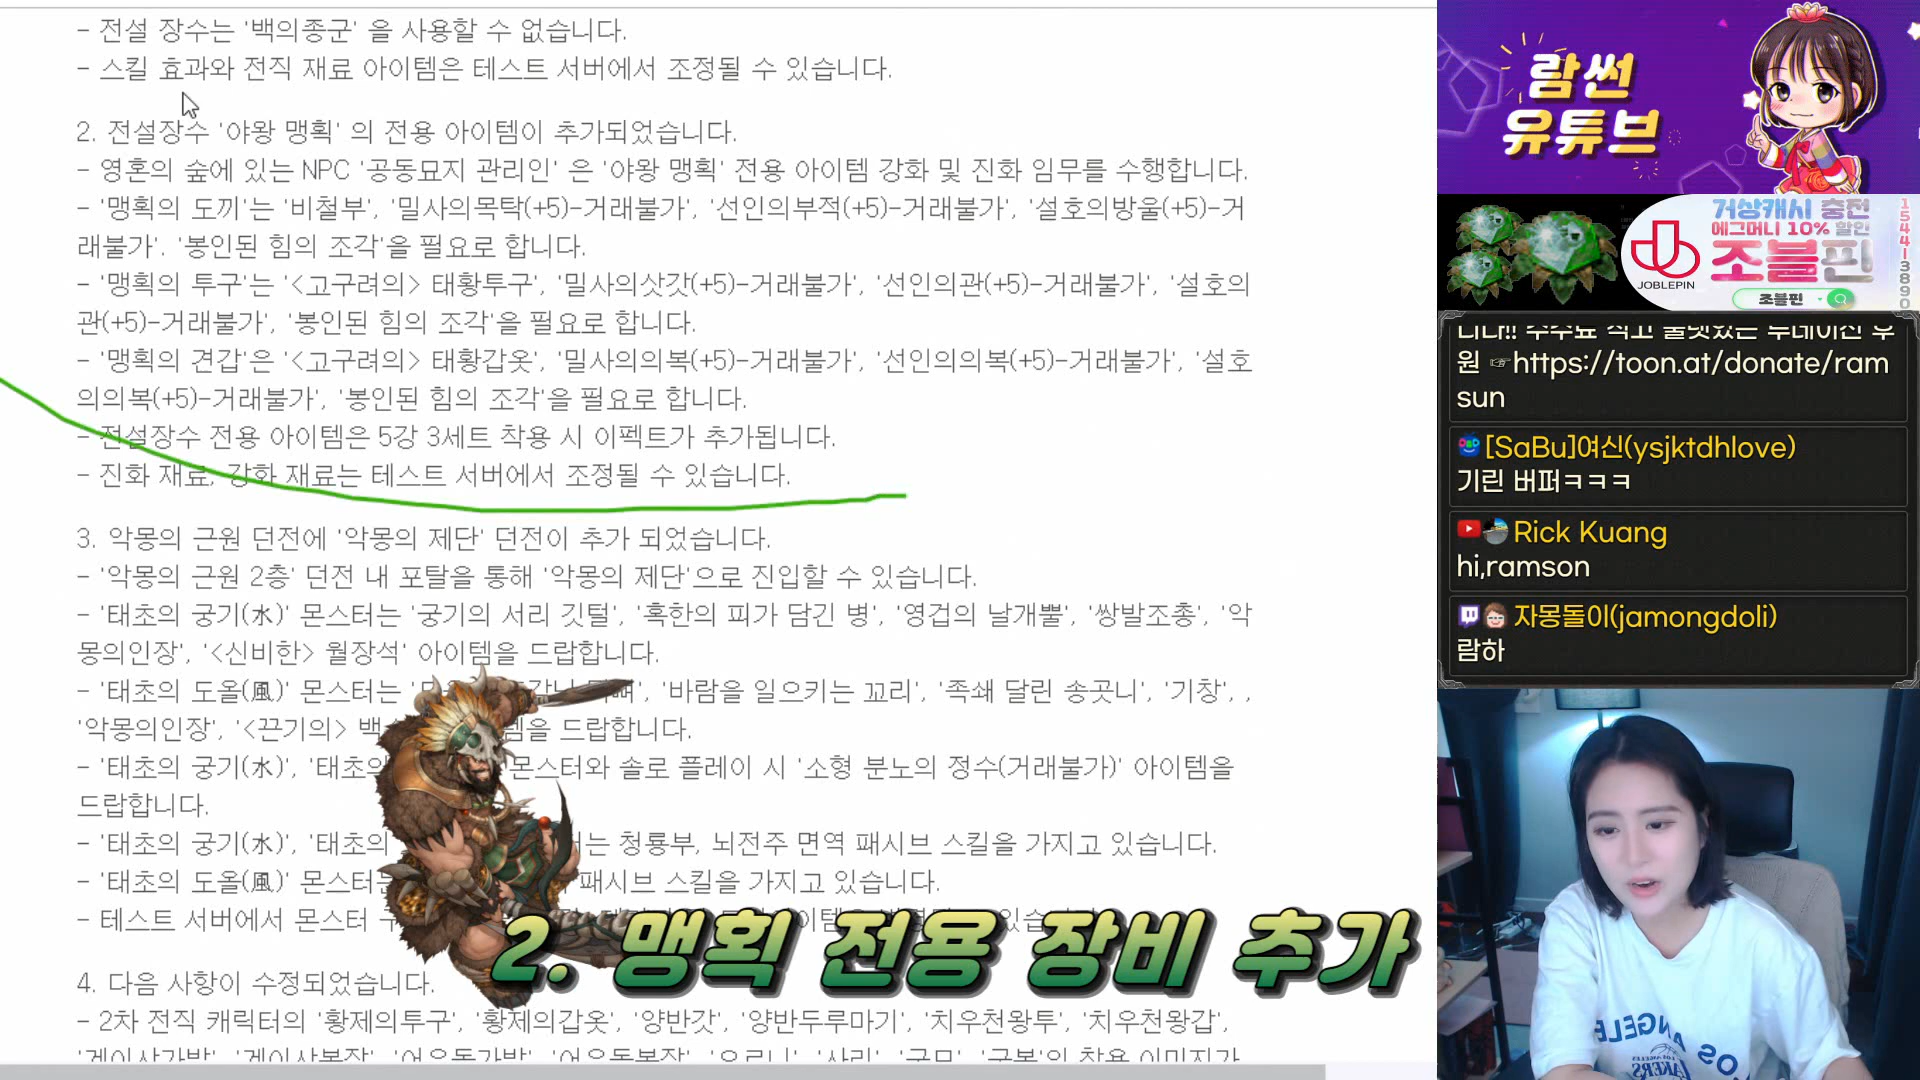 - 전설 장수는 '백의종군' 을 사용할 수 없습니다.
- 스킬 효과와 전직 재료 아이템은 테스트 서버에서 조정될 수 있습니다.
2. 전설장수 '야왕 맹획' 의 전용 아이템이 추가되었습니다.
- 영혼의 숲에 있는 NPC '공동묘지 관리인' 은 '야왕 맹획' 전용 아이템 강화 및 진화 임무를 수행합니다.
- '맹획의 도끼'는 '비철부', '밀사의목탁(+5)-거래불가', '선인의부적(+5)-거래불가', '설호의방울(+5)-거
래불가'. '봉인된 힘의 조각'을 필요로 합니다.
- '맹획의 투구'는 '<고구려의> 태황투구', '밀사의삿갓(+5)-거래불가', '선인의관(+5)-거래불가', '설호의
관(+5)-거래불가', '봉인된 힘의 조각'을 필요로 합니다.
- '맹획의 견갑'은 '<고구려의> 태황갑옷', '밀사의의복(+5)-거래불가', '선인의의복(+5)-거래불가', '설호
의의복(+5)-거래불가', '봉인된 힘의 조각'을 필요로 합니다.
- 전설장수 전용 아이템은 5강 3세트 착용 시 이펙트가 추가됩니다.
- 진화 재료, 강화 재료는 테스트 서버에서 조정될 수 있습니다.
3. 악몽의 근원 던전에 '악몽의 제단' 던전이 추가 되었습니다.
- '악몽의 근원 2층' 던전 내 포탈을 통해 '악몽의 제단'으로 진입할 수 있습니다.
- '태초의 궁기(水)' 몬스터는 '궁기의 서리 깃털', '혹한의 피가 담긴 병', '영겁의 날개뿔', '쌍발조총', '악
몽의인장', '<신비한> 월장석' 아이템을 드랍합니다.
- '태초의 도올(風)' 몬스터는 '바람을 일으키는 꼬리', '족쇄 달린 송곳니', '기창', ,
'악몽의인장', '<끈기의> 백 을 드랍합니다.
- '태초의 궁기(水)', '태초의 몬스터와 솔로 플레이 시 '소형 분노의 정수(거래불가)' 아이템을
드랍합니다.
- '태초의 궁기(水)', '태초의 는 청룡부, 뇌전주 면역 패시브 스킬을 가지고 있습니다.
- '태초의 도올(風)' 몬스터는 패시브 스킬을 가지고 있습니다.
- 테스트 서버에서 몬스터
2. 맹획 전용 장비 추가
4. 다음 사항이 수정되었습니다.
- 2차 전직 캐릭터의 '황제의투구', '황제의갑옷', '양반갓', '양반두루마기', '치우천왕투', '치우천왕갑',
람썬
유튜브
거상캐시 충전
에그머니 10% 할인
조블핀
JOBLEPIN
조블핀
1544-3890
원 ☞https://toon.at/donate/ram
sun
[SaBu]여신(ysjktdhlove)
기린 버퍼ㅋㅋㅋ
Rick Kuang
hi,ramson
자몽돌이(jamongdoli)
람하
LOS ANGELES
LAKERS